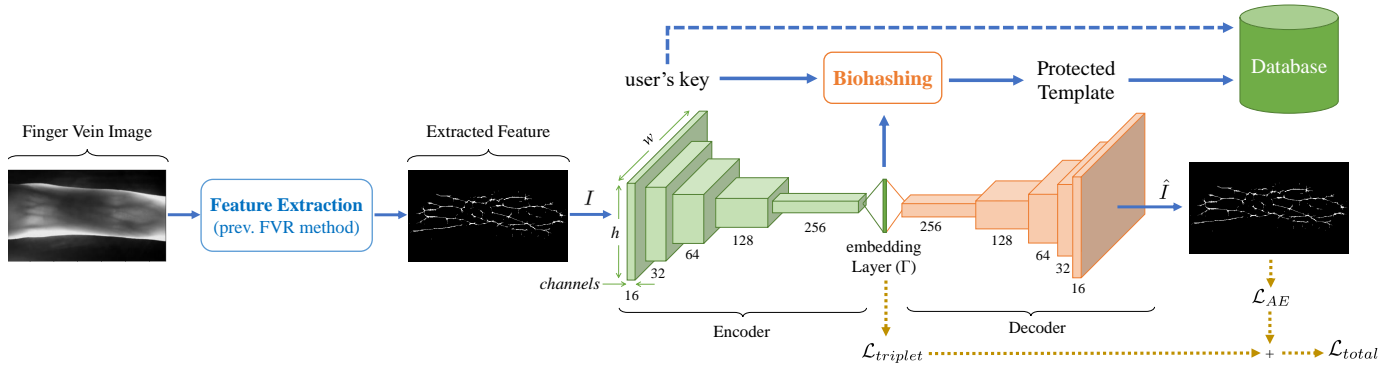 user's key
Biohashing
Protected
Template
Database
Finger Vein Image
Extracted Feature
Feature Extraction
(prev. FVR method)
I
w
h
channels
16
32
64
128
256
embedding
Layer (Γ)
256
128
64
32
16
Î
Encoder
Decoder
ℒ_AE
ℒ_triplet
+
ℒ_total